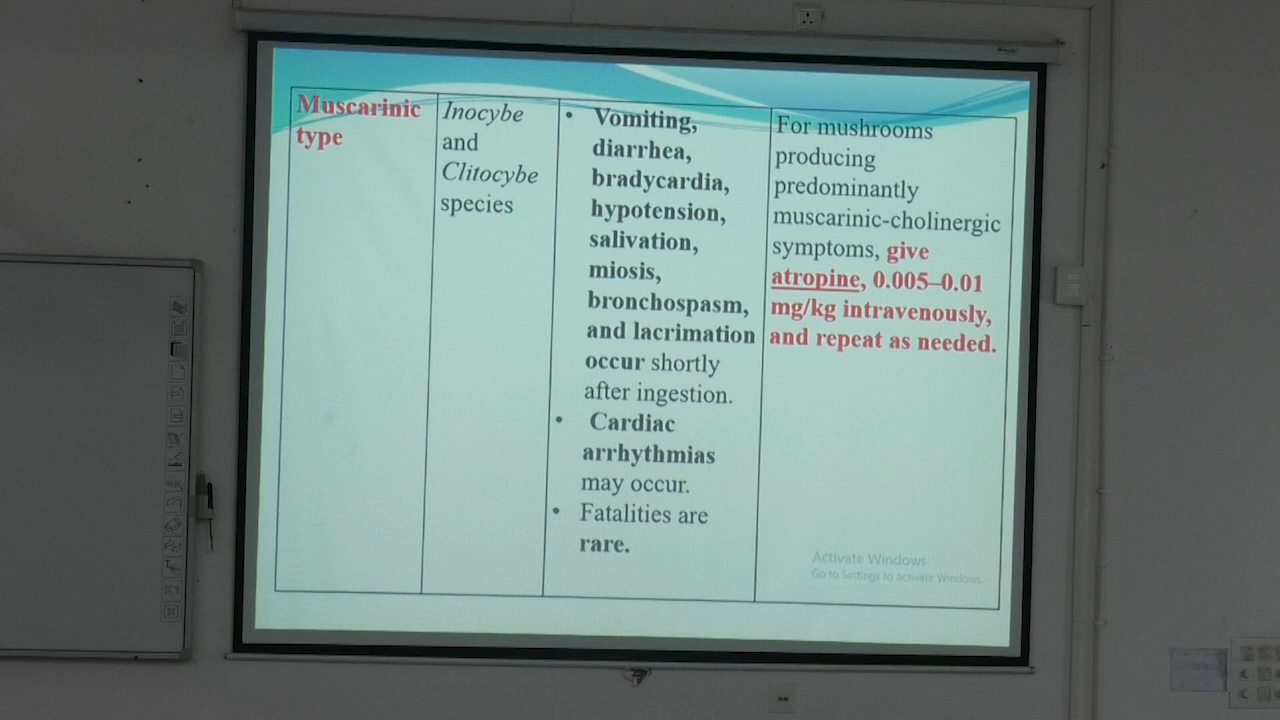 Muscarinic
type
Inocybe
and
Clitocybe
species
• Vomiting,
diarrhea,
bradycardia,
hypotension,
salivation,
miosis,
bronchospasm,
and lacrimation
occur shortly
after ingestion.
• Cardiac
arrhythmias
may occur.
• Fatalities are
rare.
For mushrooms
producing
predominantly
muscarinic-cholinergic
symptoms, give
atropine, 0.005–0.01
mg/kg intravenously,
and repeat as needed.
Activate Windows
Go to Settings to activate Windows.